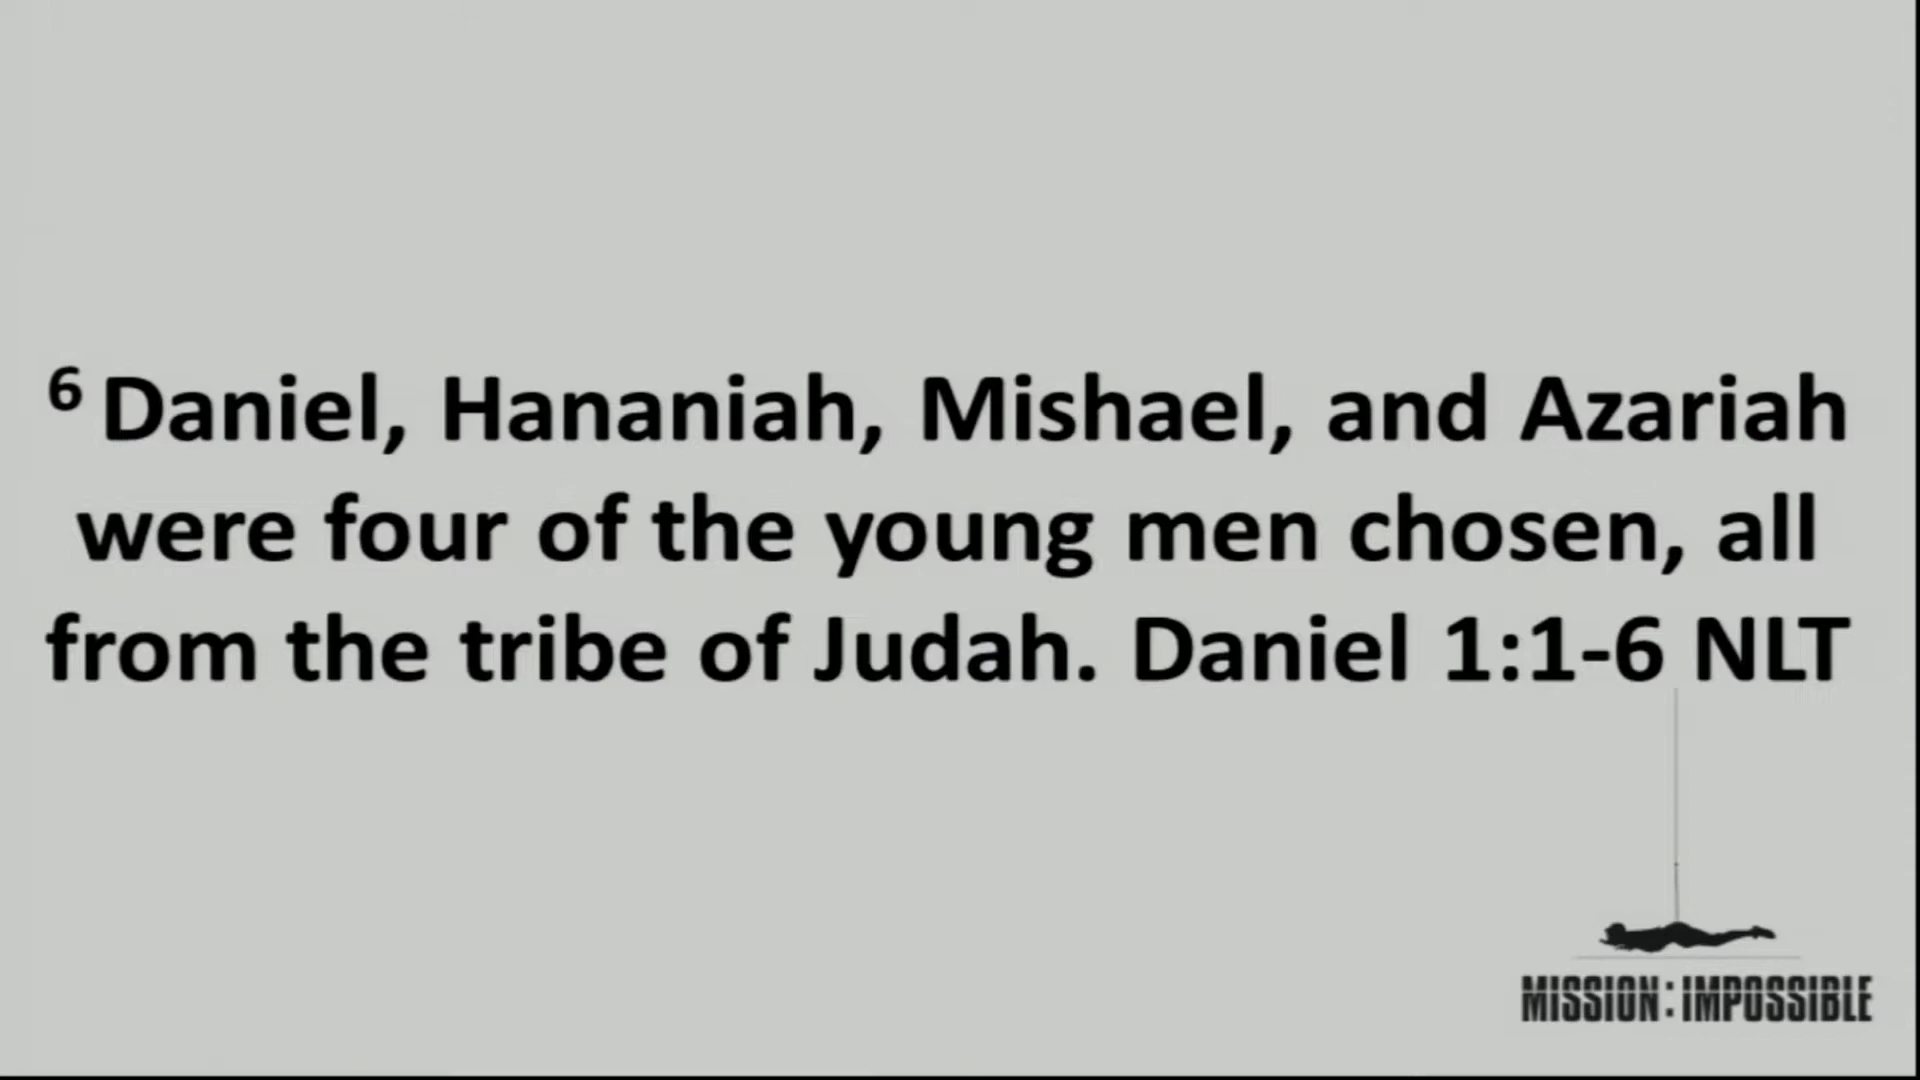 ⁶ Daniel, Hananiah, Mishael, and Azariah
were four of the young men chosen, all
from the tribe of Judah. Daniel 1:1-6 NLT
MISSION:IMPOSSIBLE